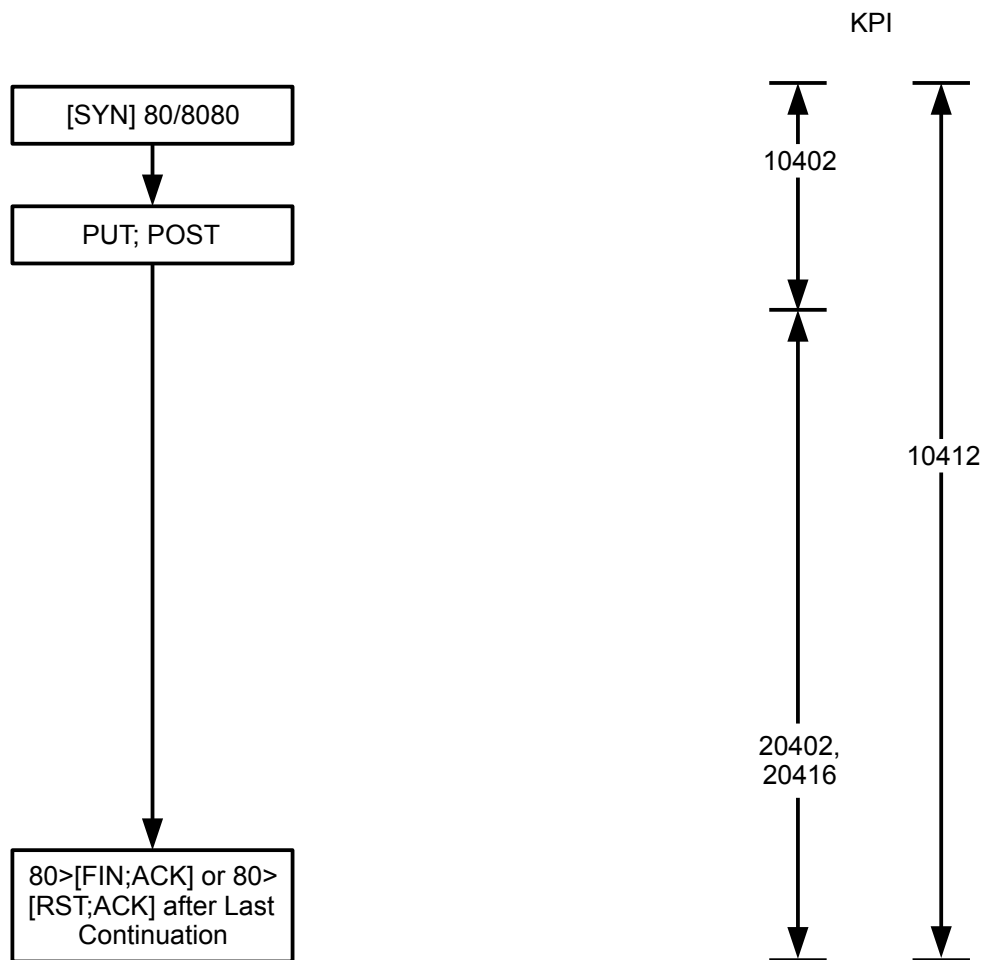 KPI
[SYN] 80/8080
10402
PUT; POST
10412
20402,
20416
80>[FIN;ACK] or 80>
[RST;ACK] after Last
Continuation